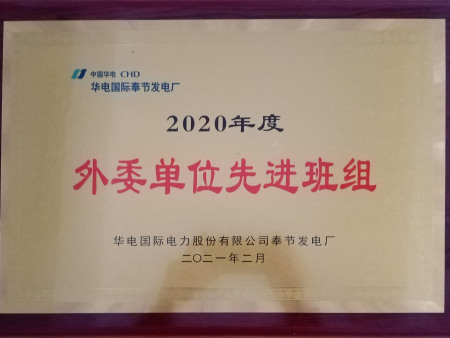 中国华电 CHD
华电国际奉节发电厂
2020年度
外委单位先进班组
华电国际电力股份有限公司奉节发电厂
二〇二一年二月